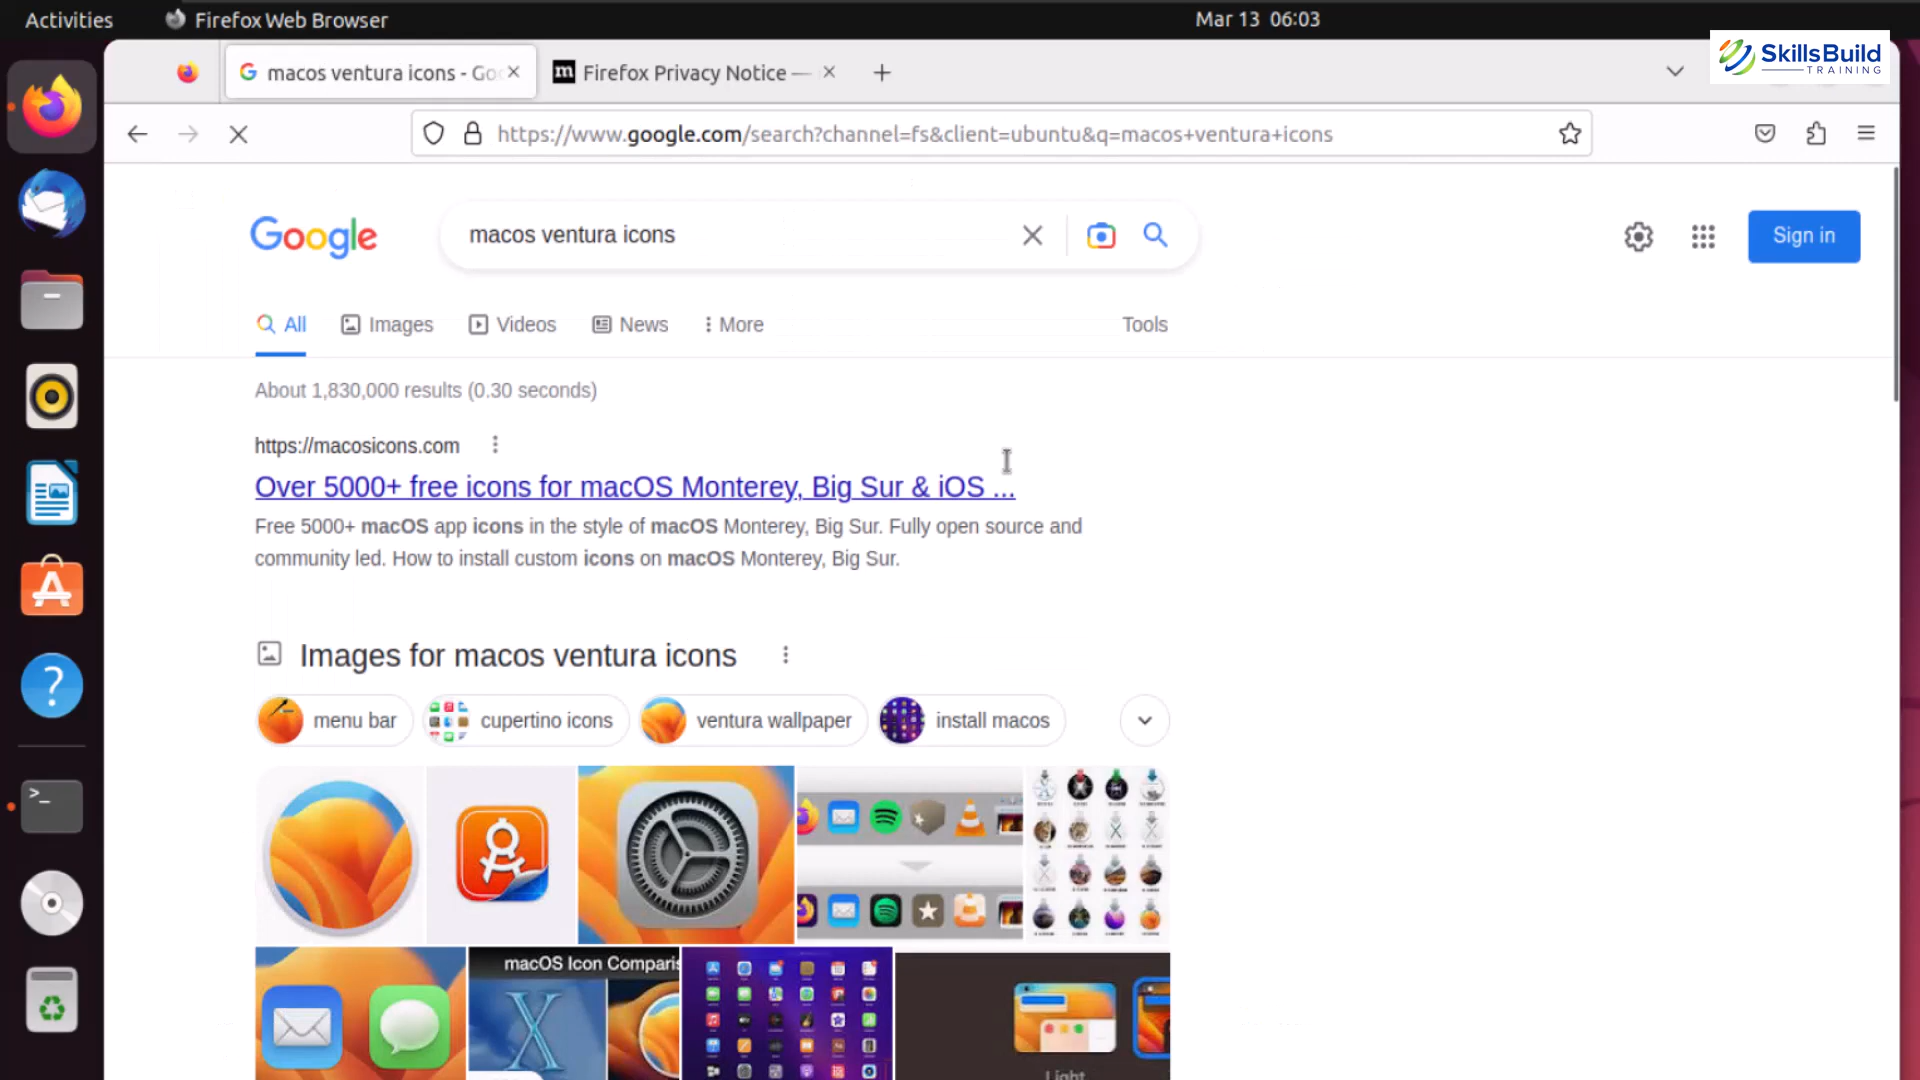 Activities
Firefox Web Browser
Mar 13 06:03
SkillsBuild
TRAINING
macos ventura icons - Goo
Firefox Privacy Notice —
https://www.google.com/search?channel=fs&client=ubuntu&q=macos+ventura+icons
Google
macos ventura icons
Sign in
All
Images
Videos
News
More
Tools
About 1,830,000 results (0.30 seconds)
https://macosicons.com
Over 5000+ free icons for macOS Monterey, Big Sur & iOS ...
Free 5000+ macOS app icons in the style of macOS Monterey, Big Sur. Fully open source and
community led. How to install custom icons on macOS Monterey, Big Sur.
Images for macos ventura icons
menu bar
cupertino icons
ventura wallpaper
install macos
macOS Icon Comparis
X
Light